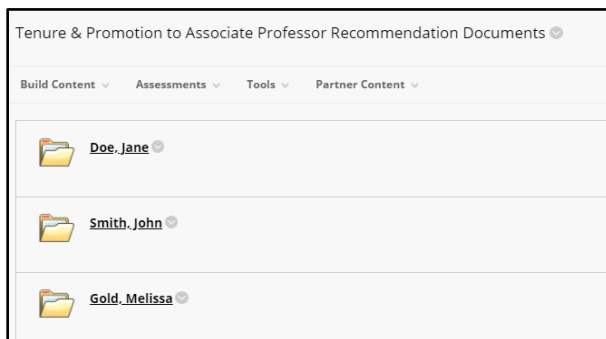 Tenure & Promotion to Associate Professor Recommendation Documents
Build Content Assessments Tools Partner Content
Doe, Jane
Smith, John
Gold, Melissa